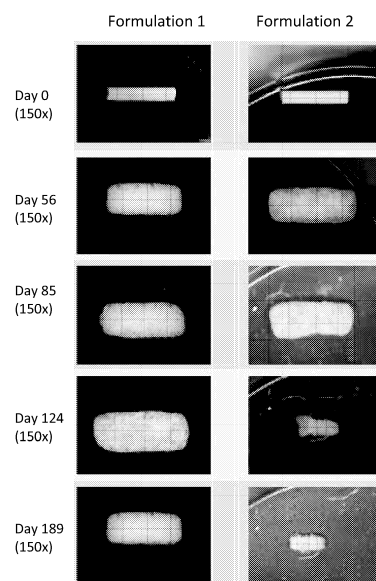 Formulation 1 Formulation 2
Day 0
(150x)
Day 56
(150x)
Day 85
(150x)
Day 124
(150x)
Day 189
(150x)